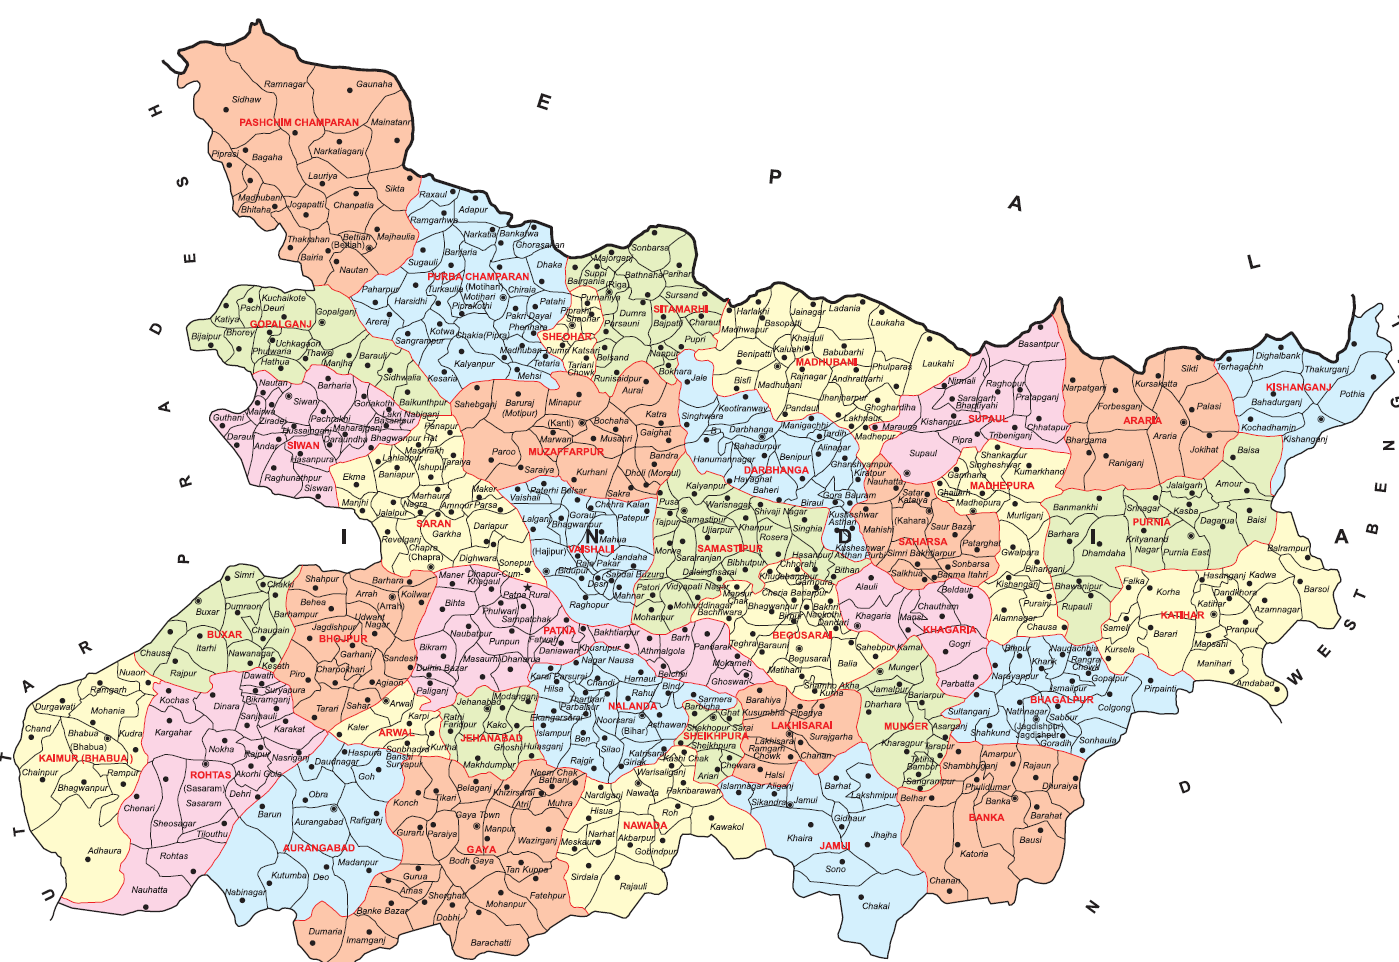 N E P A L
U T T A R P R A D E S H
W E S T B E N G A L
I N D I A
PASHCHIM CHAMPARAN
Ramnagar
Gaunaha
Sidhaw
Mainatanr
Piprasi
Bagaha
Narkatiaganj
Lauriya
Sikta
Madhubani
Bhitaha
Jogapatti
Chanpatia
Thakrahan
Bettiah
(Bettiah)
Majhaulia
Bairia
Nautan
PURBA CHAMPARAN
Raxaul
Adapur
Ramgarhwa
Narkatia
Bankatwa
Ghorasahan
Sugauli
Banjaria
Dhaka
Paharpur
Harsidhi
Turkaulia
(Motihari)
Motihari
Chiraia
Piprakothi
Patahi
Pakri Dayal
Areraj
Kotwa
Sangrampur
Chakia(Pipra)
Phenhara
Madhuban
Tetaria
Kalyanpur
Kesaria
Mehsi
GOPALGANJ
Kuchaikote
Pach Deuri
Gopalganj
Katiya
Bijaipur
(Bhorey)
Uchkagaon
Phulwaria
Thawe
Hathua
Manjha
Barauli
Sidhwalia
Baikunthpur
SIWAN
Nautan
Barharia
Siwan
Mairwa
Guthani
Ziradei
Pachrukhi
Goriakothi
Lakri Nabiganj
Basantpur
Hussainganj
Maharajganj
Darauli
Andar
Daraundha
Bhagwanpur Hat
Hasanpura
Raghunathpur
Siswan
SHEOHAR
Purnahiya
Piprarhi
Sheohar
Dumri Katsari
Tariani
Chowk
SITAMARHI
Sonbarsa
Majorganj
Suppi
Bairgania
Bathnaha
Parihar
(Riga)
Sursand
Dumra
Parsauni
Bajpatti
Charaut
Pupri
Belsand
Nanpur
Runisaidpur
Bokhara
MADHUBANI
Harlakhi
Jainagar
Ladania
Madhwapur
Basopatti
Laukaha
Khajauli
Kaluahi
Babubarhi
Benipatti
Laukahi
Rajnagar
Phulparas
Bisfi
Madhubani
Andhratharhi
Jhanjharpur
Ghoghardiha
Pandaul
Lakhnaur
Madhepur
MUZAFFARPUR
Sahebganj
Baruraj
(Motipur)
Minapur
Aurai
(Kanti)
Bochaha
Katra
Gaighat
Paroo
Marwan
Musahri
Bandra
Saraiya
Kurhani
Dholi (Moraul)
Sakra
DARBHANGA
Jale
Singhwara
Keotiranway
Darbhanga
Manigachhi
Tardih
Bahadurpur
Alinagar
Hanumannagar
Benipur
Hayaghat
Ghanshyampur
Kiratpur
Baheri
Biraul
Gora Bauram
Kusheshwar
Asthan
Kusheshwar
Asthan Purbi
SARAN
Panapur
Mashrakh
Lahladpur
Ishupur
Taraiya
Baniapur
Ekma
Manjhi
Marhaura
Maker
Nagra
Amnour
Parsa
Jalalpur
Revelganj
Garkha
Dariapur
Chapra
(Chapra)
Dighwara
Sonepur
VAISHALI
Paterhi Belsar
Vaishali
Chehra Kalan
Goraul
Patepur
Lalganj
Bhagwanpur
Mahua
(Hajipur)
Jandaha
Raja Pakar
Bidupur
Sahdai Buzurg
Desri
Mahnar
Raghopur
SAMASTIPUR
Kalyanpur
Pusa
Warisnagar
Shivaji Nagar
Tajpur
Samastipur
Khanpur
Singhia
Ujiarpur
Rosera
Morwa
Hasanpur
Sarairanjan
Bibhutpur
Dalsinghsarai
Patori
Vidyapati Nagar
Mohiuddinagar
Mohanpur
SUPAUL
Basantpur
Nirmali
Raghopur
Pratapganj
Kishanpur
Marauna
Chhatapur
Pipra
Tribeniganj
Supaul
ARARIA
Narpatganj
Kursakatta
Sikti
Forbesganj
Palasi
Araria
Bhargama
Jokihat
Raniganj
KISHANGANJ
Dighalbank
Terhagachh
Thakurganj
Bahadurganj
Pothia
Kochadhamin
Kishanganj
MADHEPURA
Shankarpur
Singheshwar
Kumarkhand
Gamharia
Ghailarh
Madhepura
Murliganj
Gwalpara
Bihariganj
Kishanganj
Puraini
Alamnagar
Chausa
SAHARSA
Nauhatta
Satar
Kataiya
(Kahara)
Mahishi
Saur Bazar
Patarghat
Simri Bakhtiarpur
Sonbarsa
Salkhua
Banma Itahri
PURNIA
Baisa
Banmankhi
Jalalgarh
Amour
Srinagar
Kasba
Dagarua
Baisi
Barhara
Krityanand
Nagar
Dhamdaha
Purnia East
Bhawanipur
Rupauli
KATIHAR
Balrampur
Falka
Hasanganj
Kadwa
Korha
Dandkhora
Barsoi
Katihar
Azamnagar
Sameli
Barari
Pranpur
Kursela
Mansahi
Manihari
Amdabad
KHAGARIA
Alauli
Beldaur
Chautham
Khagaria
Mansi
Gogri
Parbatta
BEGUSARAI
Chhorahi
Khudabandpur
Garhpura
Mansur
Chak
Bhagwanpur
Cheria Bariarpur
Bakhri
Bachhwara
Birpur
Nawkothi
Dandari
Teghra
Barauni
Begusarai
Balia
Sahebpur Kamal
Matihani
Shamho Akha
Kurha
BUXAR
Simri
Chakki
Buxar
Dumraon
Barhampur
Chaugain
Chausa
Itarhi
Nawanagar
Kesath
Rajpur
BHOJPUR
Shahpur
Barhara
Arrah
(Arrah)
Koilwar
Behea
Udwant
Nagar
Jagdishpur
Garhani
Sandesh
Charpokhari
Piro
Agiaon
Tarari
Sahar
PATNA
Maner
Dinapur-Cum-
Khagaul
Bihta
Patna Rural
Phulwari
Sampatchak
Naubatpur
Punpun
Fatwah
Bakhtiarpur
Daniawan
Khusrupur
Athmalgola
Barh
Pandarak
Bikram
Masaurhi
Dhanarua
Belchhi
Mokameh
Ghoswari
Dulhin Bazar
Paliganj
NALANDA
Nagar Nausa
Karai Parsurai
Harnaut
Bind
Chandi
Hilsa
Rahui
Sarmera
Tharthari
Parbalpur
Ekangarsarai
Noorsarai
Asthawan
(Bihar)
Islampur
Ben
Silao
Katrisarai
Rajgir
Giriak
ARWAL
Arwal
Kaler
Karpi
Kurtha
Sonbhadra
Banshi
Suryapur
JEHANABAD
Modanganj
Jehanabad
Ratni
Faridpur
Kako
Ghoshi
Hulasganj
Makhdumpur
SHEIKHPURA
Barbigha
Ghat
Shekhopur Sarai
Sheikhpura
Chewara
Ariari
LAKHISARAI
Barahiya
Kusumbha
Pipariya
Surajgarha
Lakhisarai
Ramgarh
Chowk
Chanan
Halsi
MUNGER
Munger
Jamalpur
Bariarpur
Dharhara
Asarganj
Kharagpur
Tarapur
Tetiha
Bambor
Sangrampur
BHAGALPUR
Bihpur
Naugachhia
Kharik
Rangra
Chowk
Narayanpur
Gopalpur
Ismailpur
Pirpainti
Sultanganj
Nathnagar
Sabour
Colgong
(Jagdishpur)
Jagdishpur
Shahkund
Goradih
Sonhaula
BANKA
Amarpur
Rajaun
Shambhuganj
Phulidumar
Dhuraiya
Belhar
Banka
Barahat
Bausi
Katoria
Chanan
JAMUI
Islamnagar Aliganj
Barhat
Lakshmipur
Sikandra
Jamui
Gidhaur
Khaira
Jhajha
Sono
Chakai
NAWADA
Kashi Chak
Warisaliganj
Pakribarawan
Nardiganj
Nawada
Hisua
Roh
Kawakol
Narhat
Akbarpur
Meskaur
Gobindpur
Sirdala
Rajauli
GAYA
Neem Chak
Bathani
Belaganj
Khizirsarai
Tikari
Konch
Atri
Muhra
Gaya Town
Manpur
Wazirganj
Guraru
Paraiya
Bodh Gaya
Tan Kuppa
Gurua
Amas
Sherghati
Fatehpur
Banke Bazar
Mohanpur
Dobhi
Dumaria
Imamganj
Barachatti
AURANGABAD
Haspura
Daudnagar
Goh
Obra
Barun
Rafiganj
Aurangabad
Madanpur
Kutumba
Deo
Nabinagar
ROHTAS
Dawath
Suryapura
Bikramganj
Kochas
Dinara
Sanjhauli
Karakat
Kargahar
Nokha
Rajpur
Nasriganj
(Sasaram)
Akorhi Gola
Dehri
Chenari
Sasaram
Sheosagar
Tilouthu
Rohtas
Nauhatta
KAIMUR (BHABUA )
Nuaon
Ramgarh
Durgawati
Mohania
Chand
Bhabua
(Bhabua)
Kudra
Chainpur
Rampur
Bhagwanpur
Adhaura